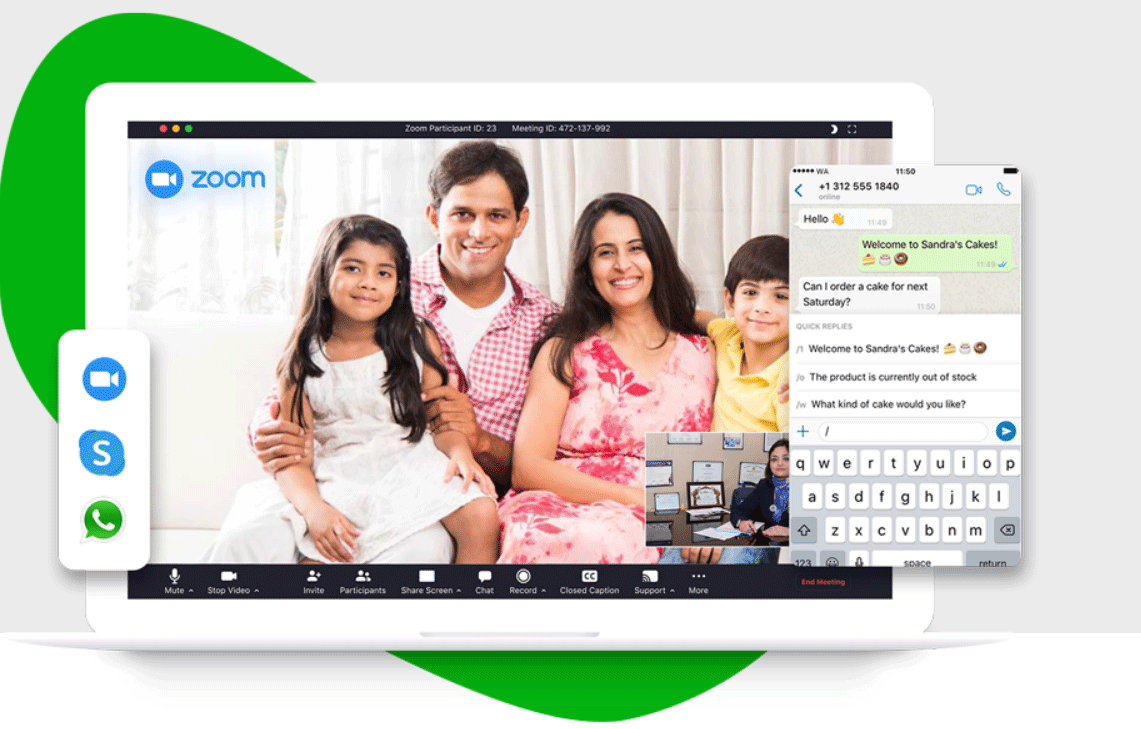 Zoom Participant ID: 23 Meeting ID: 472-137-992
zoom
S
WA 11:50
+1 312 555 1840
online
Hello 👋 11:49
Welcome to Sandra's Cakes!
🍰 🎂 🍩 11:49
Can I order a cake for next
Saturday? 11:50
QUICK REPLIES
/1 Welcome to Sandra's Cakes! 🍰 🎂 🍩
/o The product is currently out of stock
/w What kind of cake would you like?
/
q w e r t y u i o p
a s d f g h j k l
z x c v b n m
123 space return
Mute Stop Video Invite Participants Share Screen Chat Record CC Closed Caption Support More End Meeting